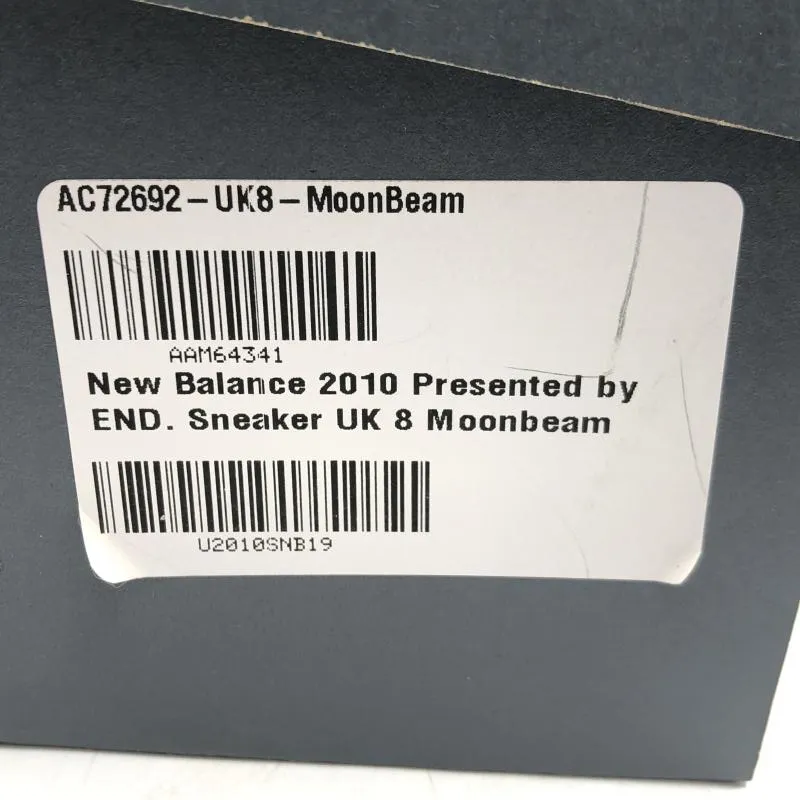 AC72692-UK8-MoonBeam
AAM64341
New Balance 2010 Presented by
END. Sneaker UK 8 Moonbeam
U2010SNB19